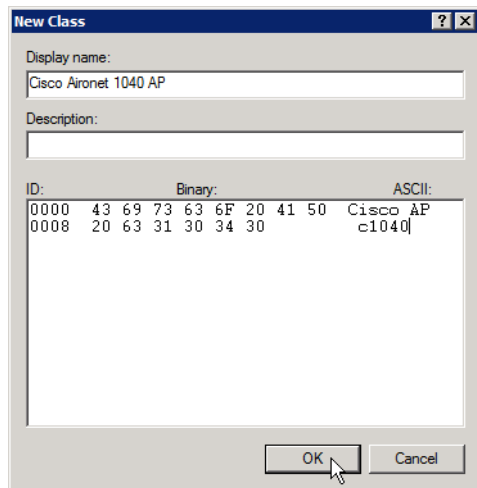 New Class
Display name:
Cisco Aironet 1040 AP
Description:
ID: Binary: ASCII:
0000 43 69 73 63 6F 20 41 50 Cisco AP
0008 20 63 31 30 34 30 c1040
OK Cancel